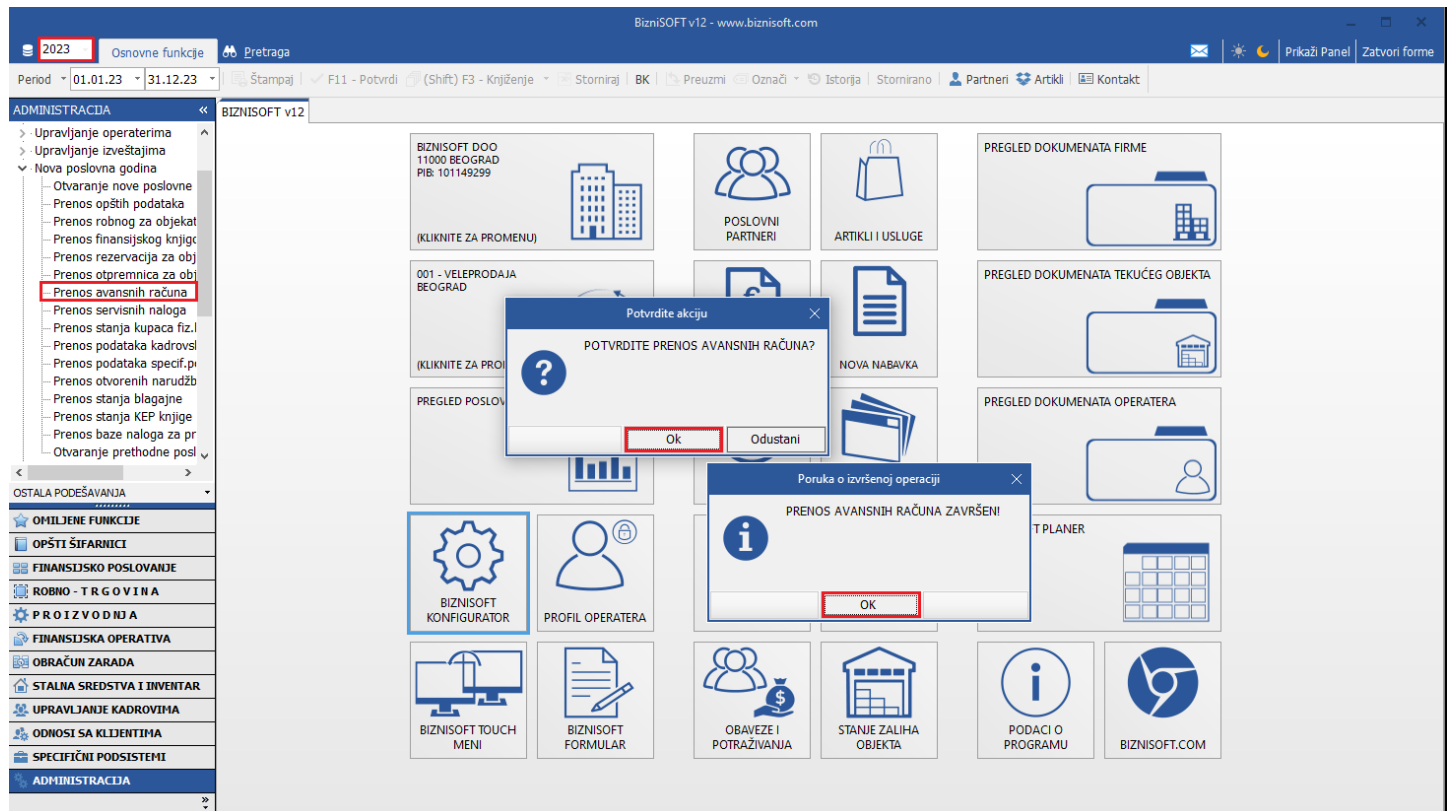 BizniSOFT v12 - www.biznisoft.com
2023
Osnovne funkcije
Pretraga
Prikaži Panel
Zatvori forme
Period
01.01.23
31.12.23
Štampaj
F11 - Potvrdi
(Shift) F3 - Knjiženje
Storniraj
BK
Preuzmi
Označi
Istorija
Stornirano
Partneri
Artikli
Kontakt
ADMINISTRACIJA
BIZNISOFT v12
Upravljanje operaterima
Upravljanje izveštajima
Nova poslovna godina
Otvaranje nove poslovne
Prenos opštih podataka
Prenos robnog za objekat
Prenos finansijskog knjigo
Prenos rezervacija za obj
Prenos otpremnica za obj
Prenos avansnih računa
Prenos servisnih naloga
Prenos stanja kupaca fiz.l
Prenos podataka kadrovsl
Prenos podataka specif.p
Prenos otvorenih narudžb
Prenos stanja blagajne
Prenos stanja KEP knjige
Prenos baze naloga za pr
Otvaranje prethodne posl
OSTALA PODEŠAVANJA
OMILJENE FUNKCIJE
OPŠTI ŠIFARNICI
FINANSIJSKO POSLOVANJE
ROBNO - T R G O V I N A
P R O I Z V O D NJ A
FINANSIJSKA OPERATIVA
OBRAČUN ZARADA
STALNA SREDSTVA I INVENTAR
UPRAVLJANJE KADROVIMA
ODNOSI SA KLIJENTIMA
SPECIFIČNI PODSISTEMI
ADMINISTRACIJA
BIZNISOFT DOO
11000 BEOGRAD
PIB: 101149299
(KLIKNITE ZA PROMENU)
POSLOVNI
PARTNERI
ARTIKLI I USLUGE
PREGLED DOKUMENATA FIRME
001 - VELEPRODAJA
BEOGRAD
(KLIKNITE ZA PRO
NOVA NABAVKA
PREGLED DOKUMENATA TEKUĆEG OBJEKTA
Potvrdite akciju
POTVRDITE PRENOS AVANSNIH RAČUNA?
Ok
Odustani
PREGLED POSLOV
PREGLED DOKUMENATA OPERATERA
Poruka o izvršenoj operaciji
PRENOS AVANSNIH RAČUNA ZAVRŠEN!
OK
BIZNISOFT
KONFIGURATOR
PROFIL OPERATERA
T PLANER
BIZNISOFT TOUCH
MENI
BIZNISOFT
FORMULAR
OBAVEZE I
POTRAŽIVANJA
STANJE ZALIHA
OBJEKTA
PODACI O
PROGRAMU
BIZNISOFT.COM